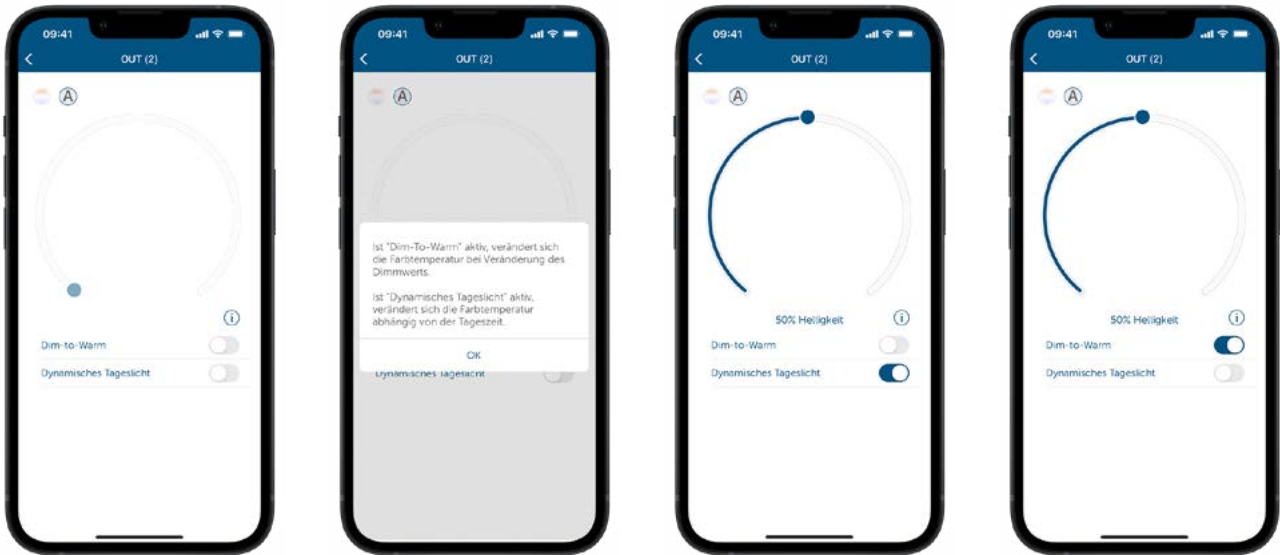 09:41
OUT (2)
A
Dim-to-Warm
Dynamisches Tageslicht
09:41
OUT (2)
A
Ist "Dim-To-Warm" aktiv, verändert sich
die Farbtemperatur bei Veränderung des
Dimmwerts.
Ist "Dynamisches Tageslicht" aktiv,
verändert sich die Farbtemperatur
abhängig von der Tageszeit.
OK
Dynamisches Tageslicht
09:41
OUT (2)
A
50% Helligkeit
Dim-to-Warm
Dynamisches Tageslicht
09:41
OUT (2)
A
50% Helligkeit
Dim-to-Warm
Dynamisches Tageslicht